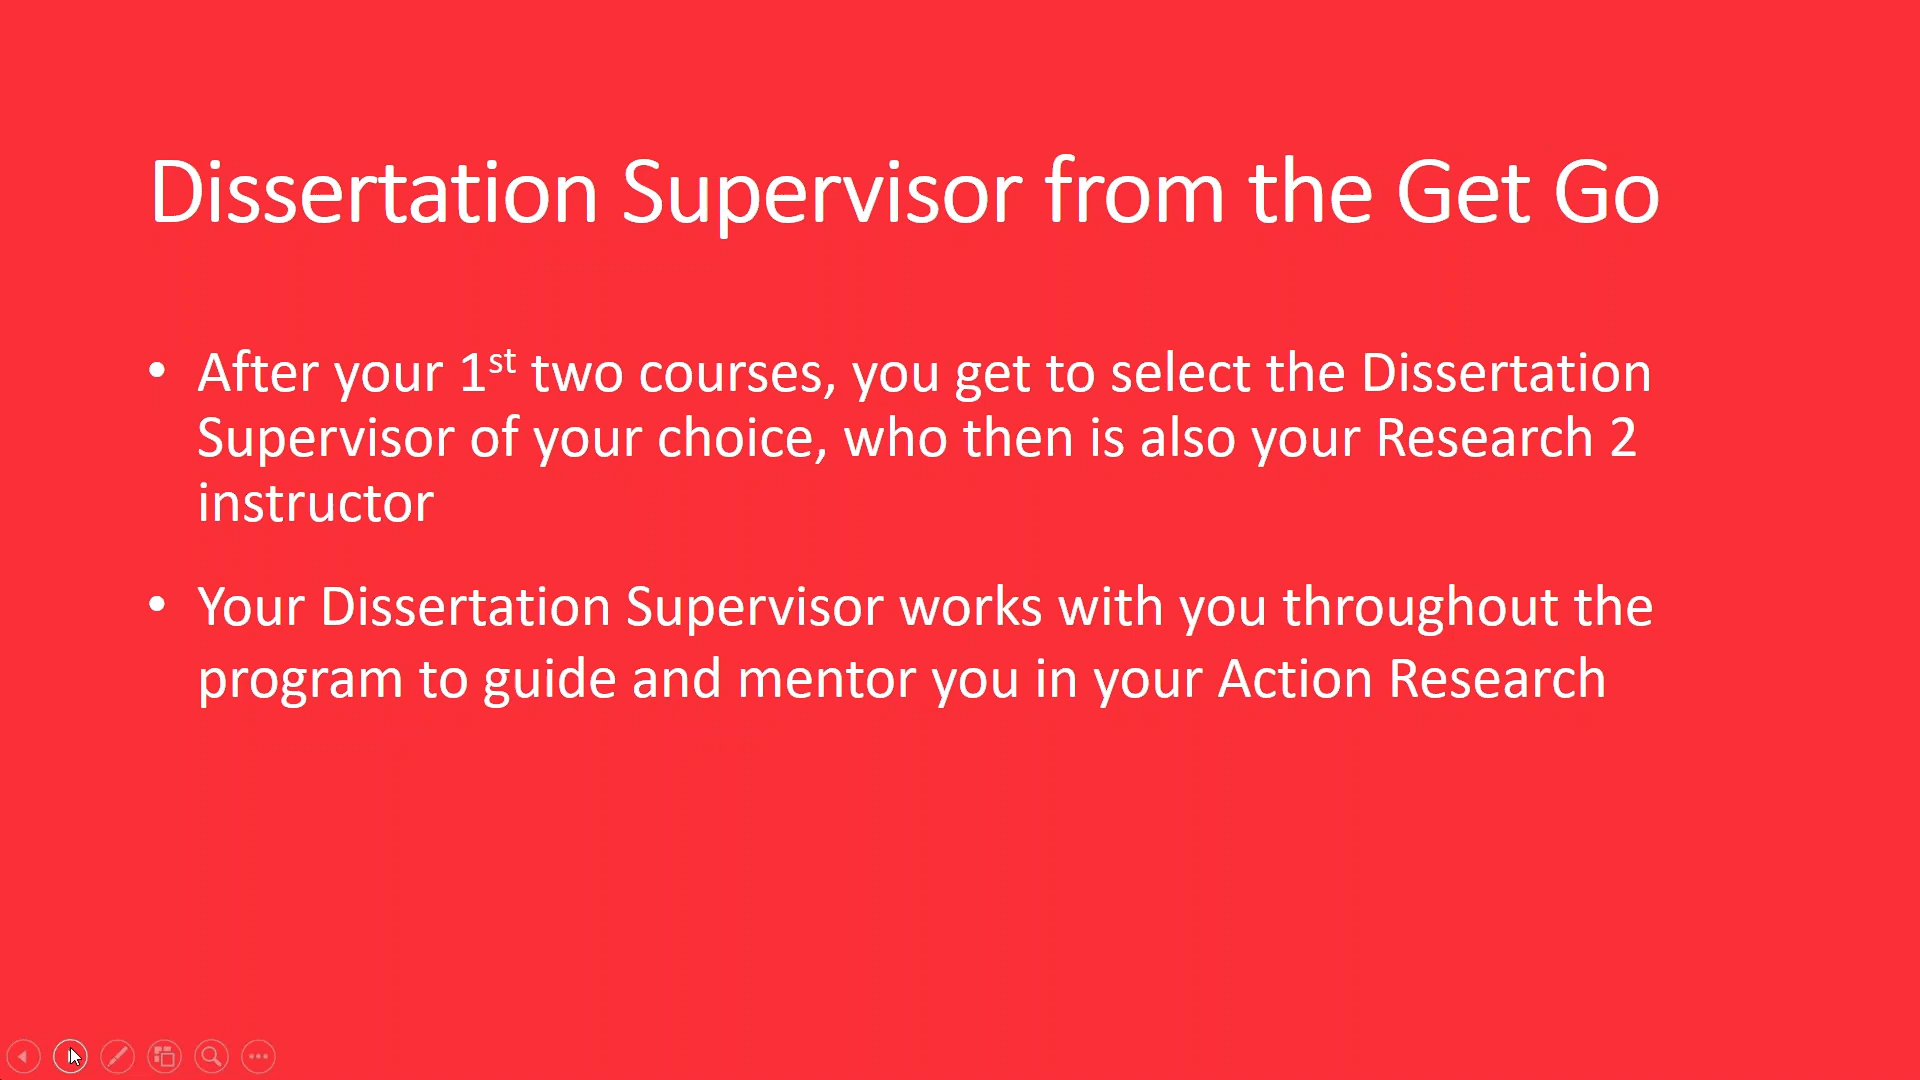 Dissertation Supervisor from the Get Go
• After your 1st two courses, you get to select the Dissertation
Supervisor of your choice, who then is also your Research 2
instructor
• Your Dissertation Supervisor works with you throughout the
program to guide and mentor you in your Action Research